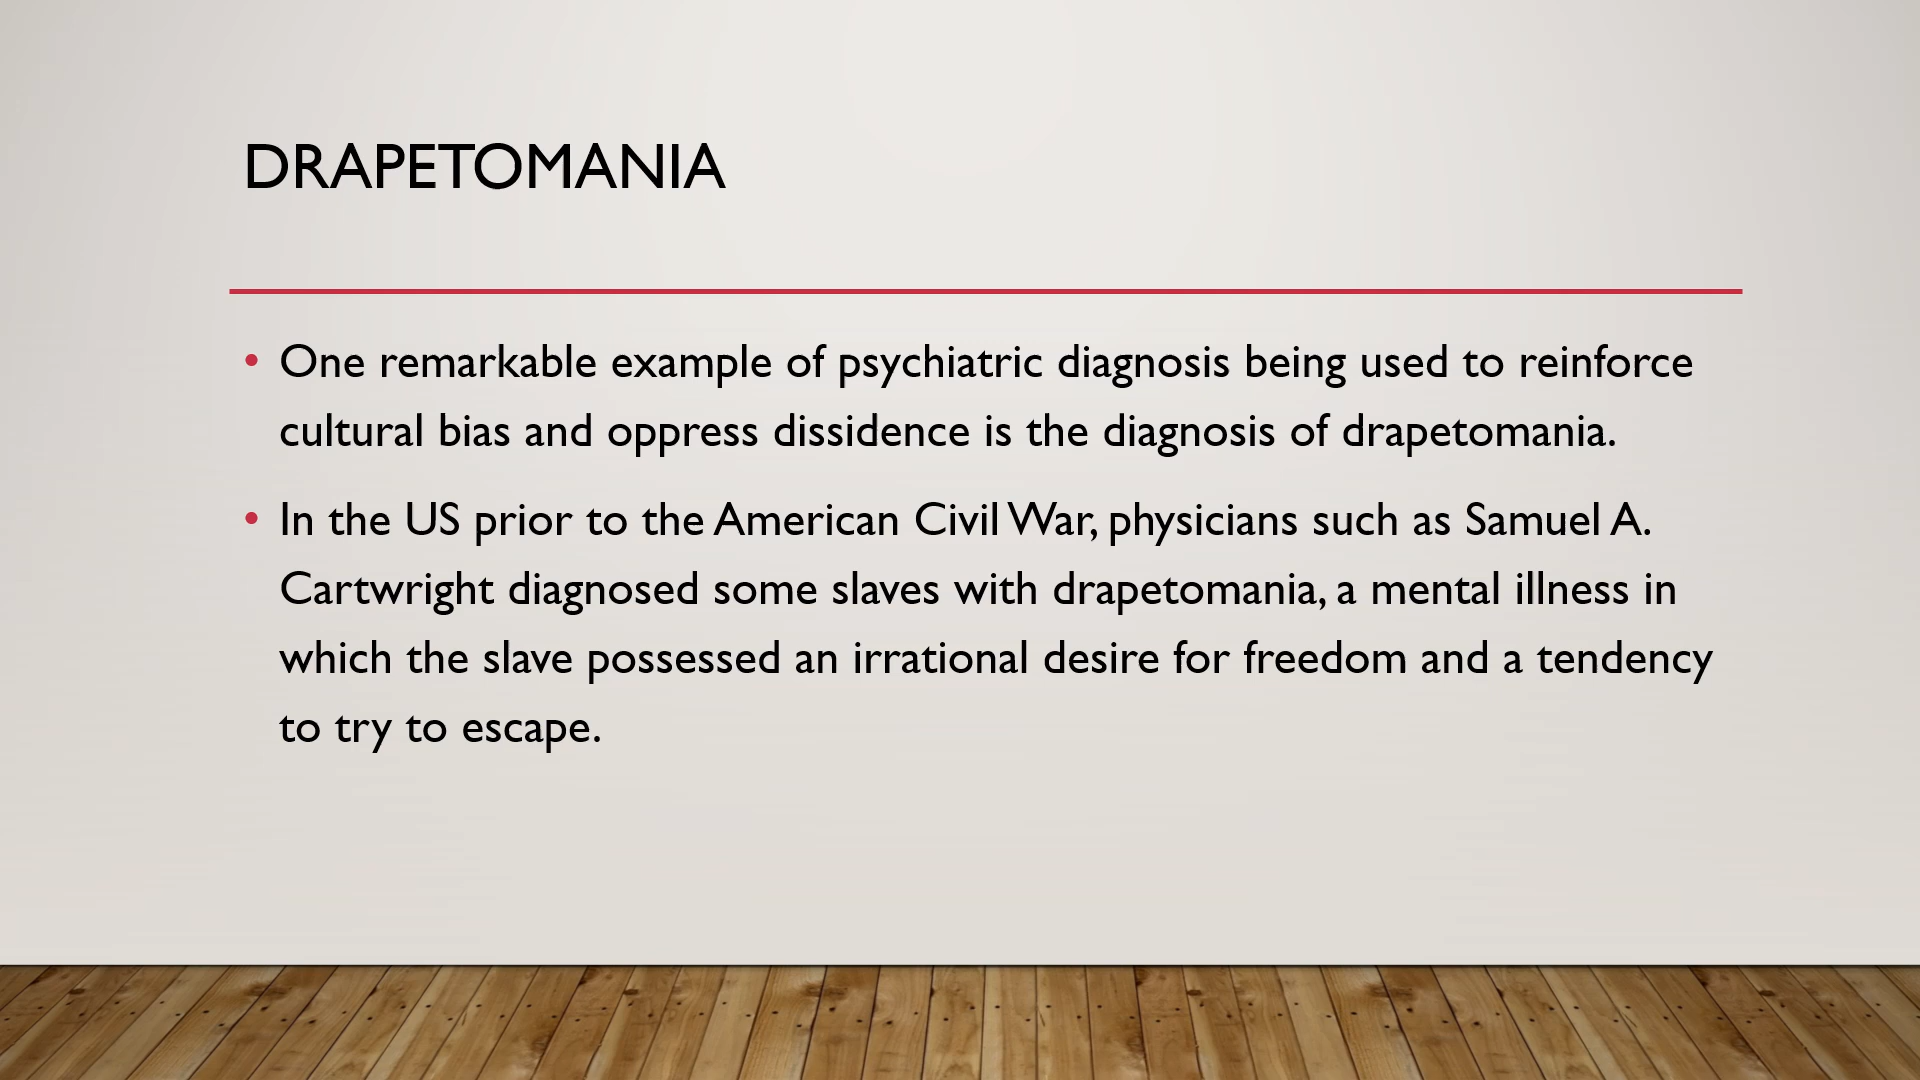 DRAPETOMANIA
• One remarkable example of psychiatric diagnosis being used to reinforce
cultural bias and oppress dissidence is the diagnosis of drapetomania.
• In the US prior to the American Civil War, physicians such as Samuel A.
Cartwright diagnosed some slaves with drapetomania, a mental illness in
which the slave possessed an irrational desire for freedom and a tendency
to try to escape.